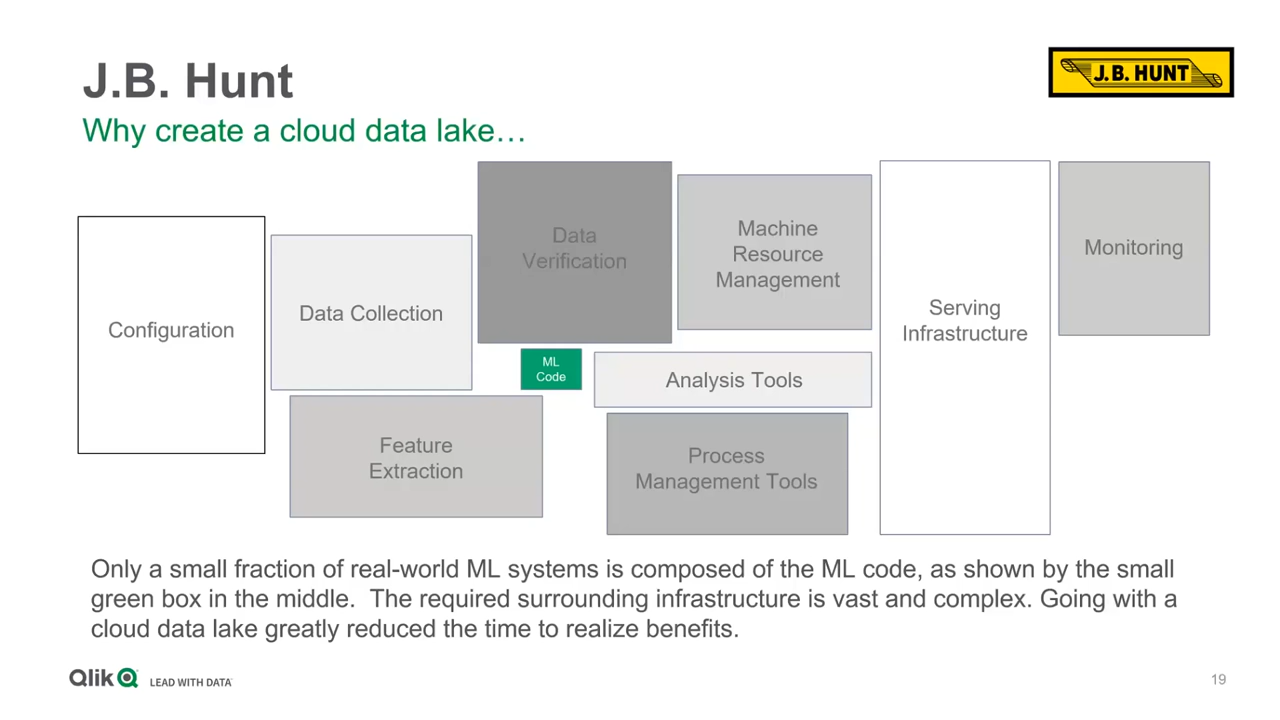 J.B. Hunt
J.B. HUNT
Why create a cloud data lake…
Configuration
Data Collection
Data
Verification
Machine
Resource
Management
Serving
Infrastructure
Monitoring
ML
Code
Analysis Tools
Feature
Extraction
Process
Management Tools
Only a small fraction of real-world ML systems is composed of the ML code, as shown by the small
green box in the middle.  The required surrounding infrastructure is vast and complex. Going with a
cloud data lake greatly reduced the time to realize benefits.
Qlik LEAD WITH DATA
19